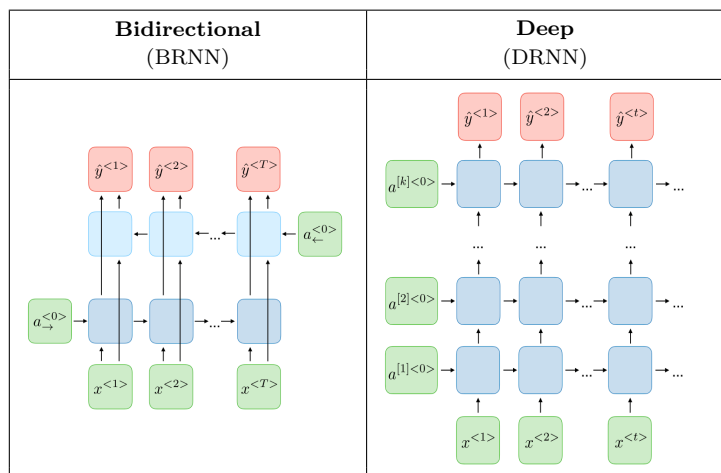 Bidirectional
(BRNN)
ŷ<1> ŷ<2> ŷ<T>
... a←<0>
a→<0> ...
x<1> x<2> x<T>
Deep
(DRNN)
ŷ<1> ŷ<2> ŷ<t>
a[k]<0> ... ...
... ... ...
a[2]<0> ... ...
a[1]<0> ... ...
x<1> x<2> x<t>